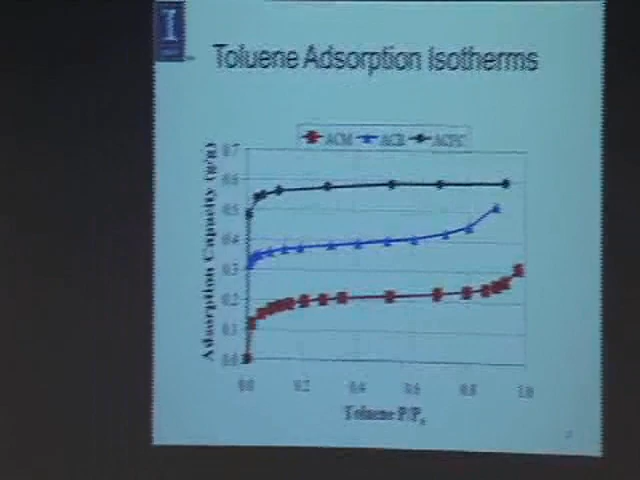 Toluene Adsorption Isotherms
ACM ACB ACFC
Adsorption Capacity (g/g)
0.7
0.6
0.5
0.4
0.3
0.2
0.1
0.0
0.0 0.2 0.4 0.6 0.8 1.0
Toluene P/P